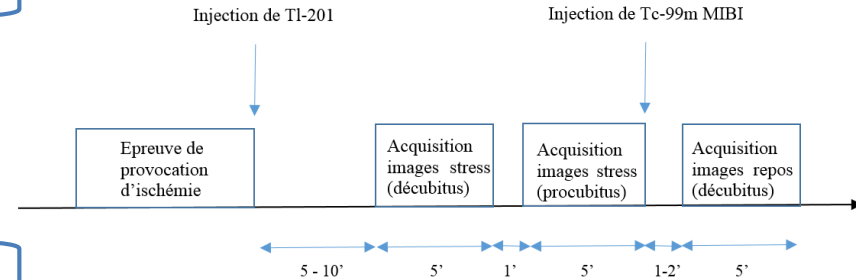 Injection de Tl-201
Injection de Tc-99m MIBI
Epreuve de
provocation
d'ischémie
Acquisition
images stress
(décubitus)
Acquisition
images stress
(procubitus)
Acquisition
images repos
(décubitus)
5 - 10’
5’
1’
5’
1-2’
5’